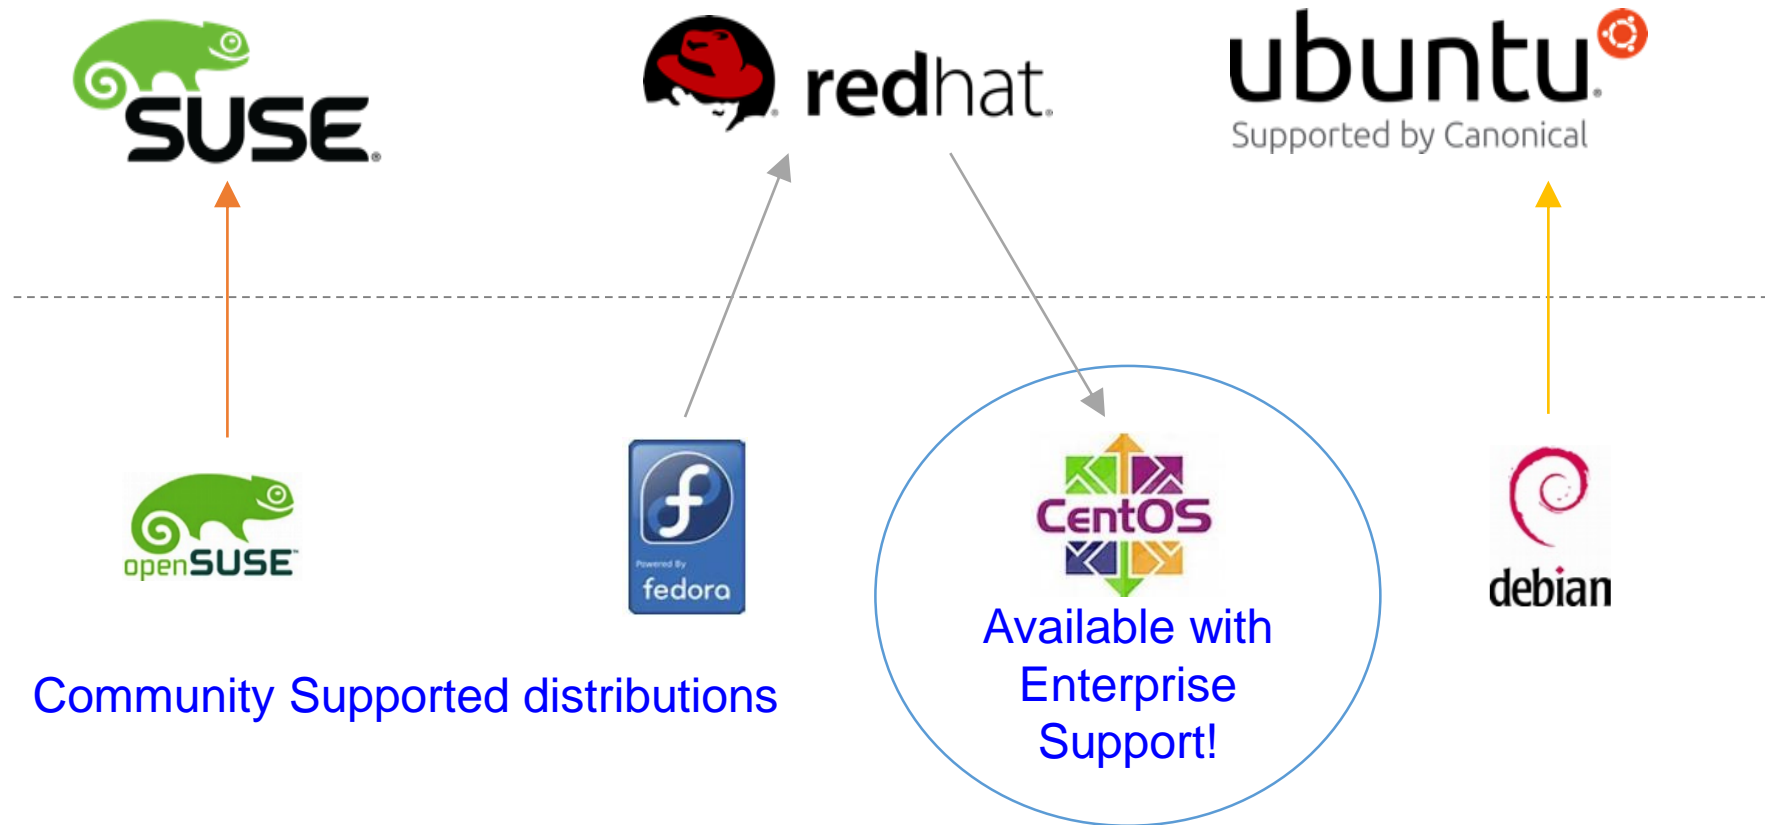 SUSE
redhat.
ubuntu
Supported by Canonical
openSUSE
Powered By
fedora
CentOS
debian
Available with
Enterprise
Support!
Community Supported distributions